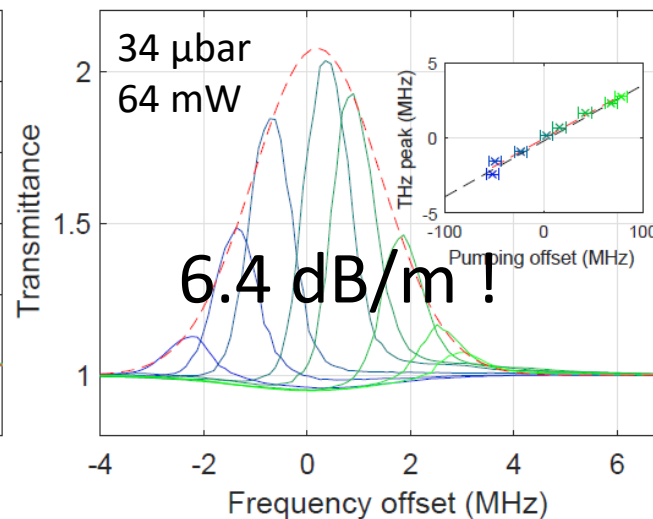 34 μbar
64 mW
6.4 dB/m !
Transmittance
2
1.5
1
-4
-2
0
2
4
6
Frequency offset (MHz)
THz peak (MHz)
5
0
-5
-100
0
100
Pumping offset (MHz)